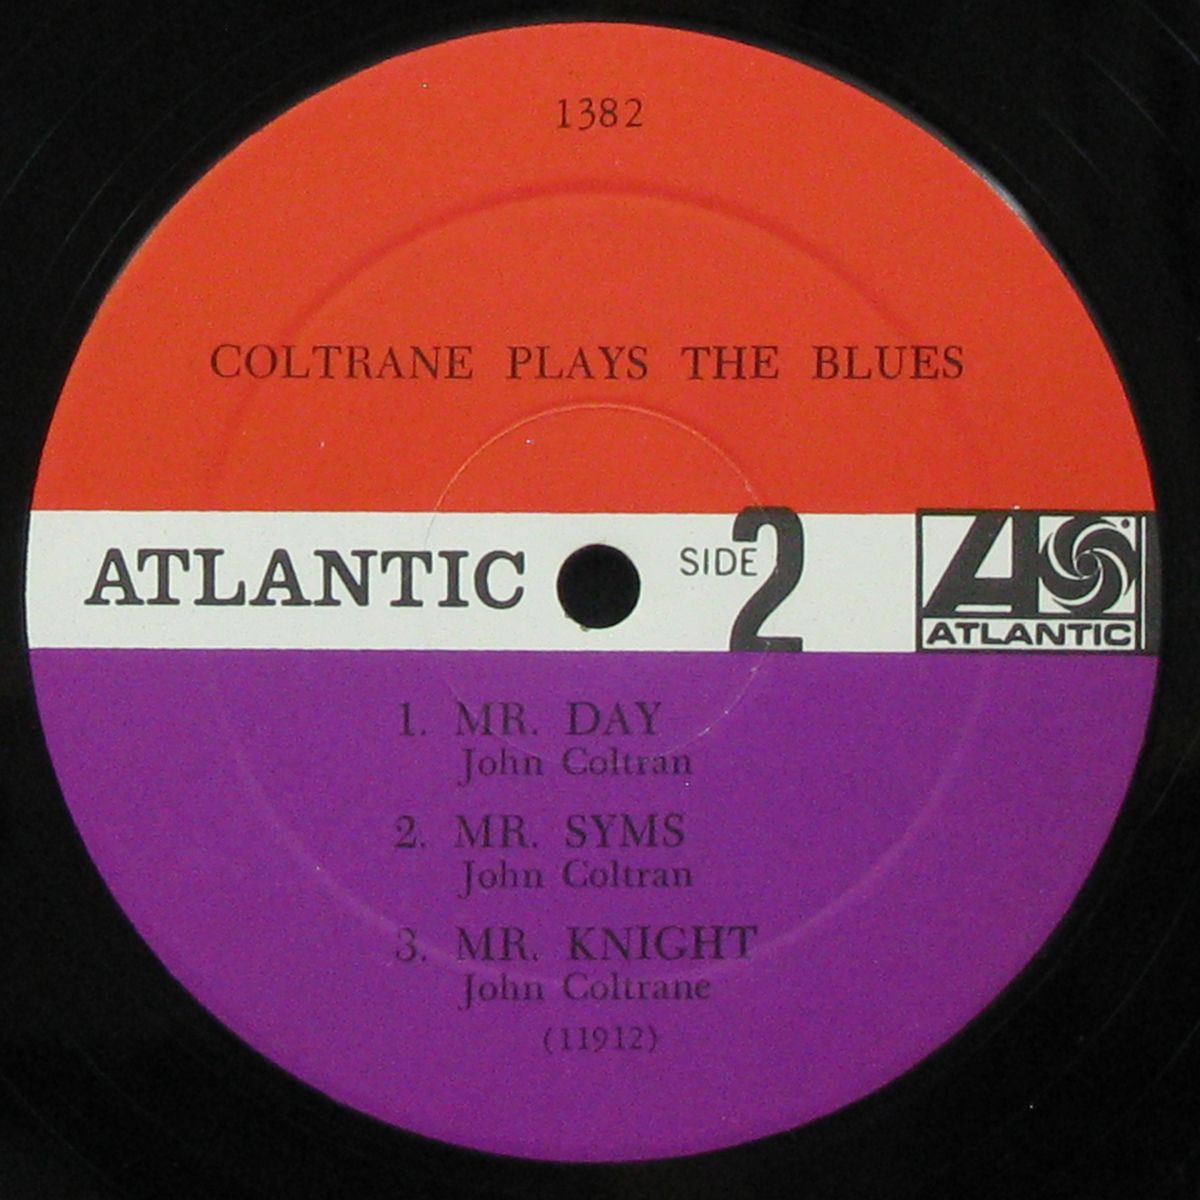 1382
COLTRANE PLAYS THE BLUES
ATLANTIC
SIDE 2
ATLANTIC
1. MR. DAY
John Coltran
2. MR. SYMS
John Coltran
3. MR. KNIGHT
John Coltrane
(11912)